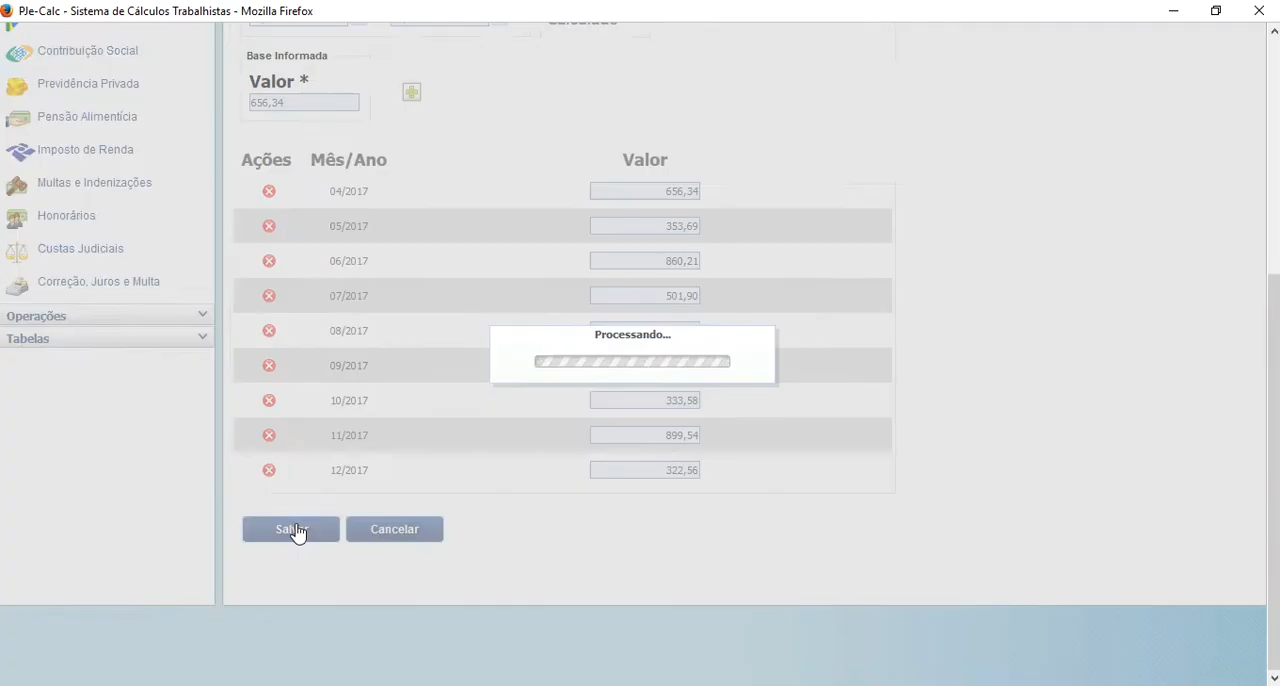 PJe-Calc - Sistema de Cálculos Trabalhistas - Mozilla Firefox
Contribuição Social
Previdência Privada
Pensão Alimentícia
Imposto de Renda
Multas e Indenizações
Honorários
Custas Judiciais
Correção, Juros e Multa
Operações
Tabelas
Base Informada
Valor *
656,34
Ações Mês/Ano Valor
04/2017 656,34
05/2017 353,69
06/2017 860,21
07/2017 501,90
08/2017
09/2017
10/2017 333,58
11/2017 899,54
12/2017 322,56
Processando...
Salvar Cancelar